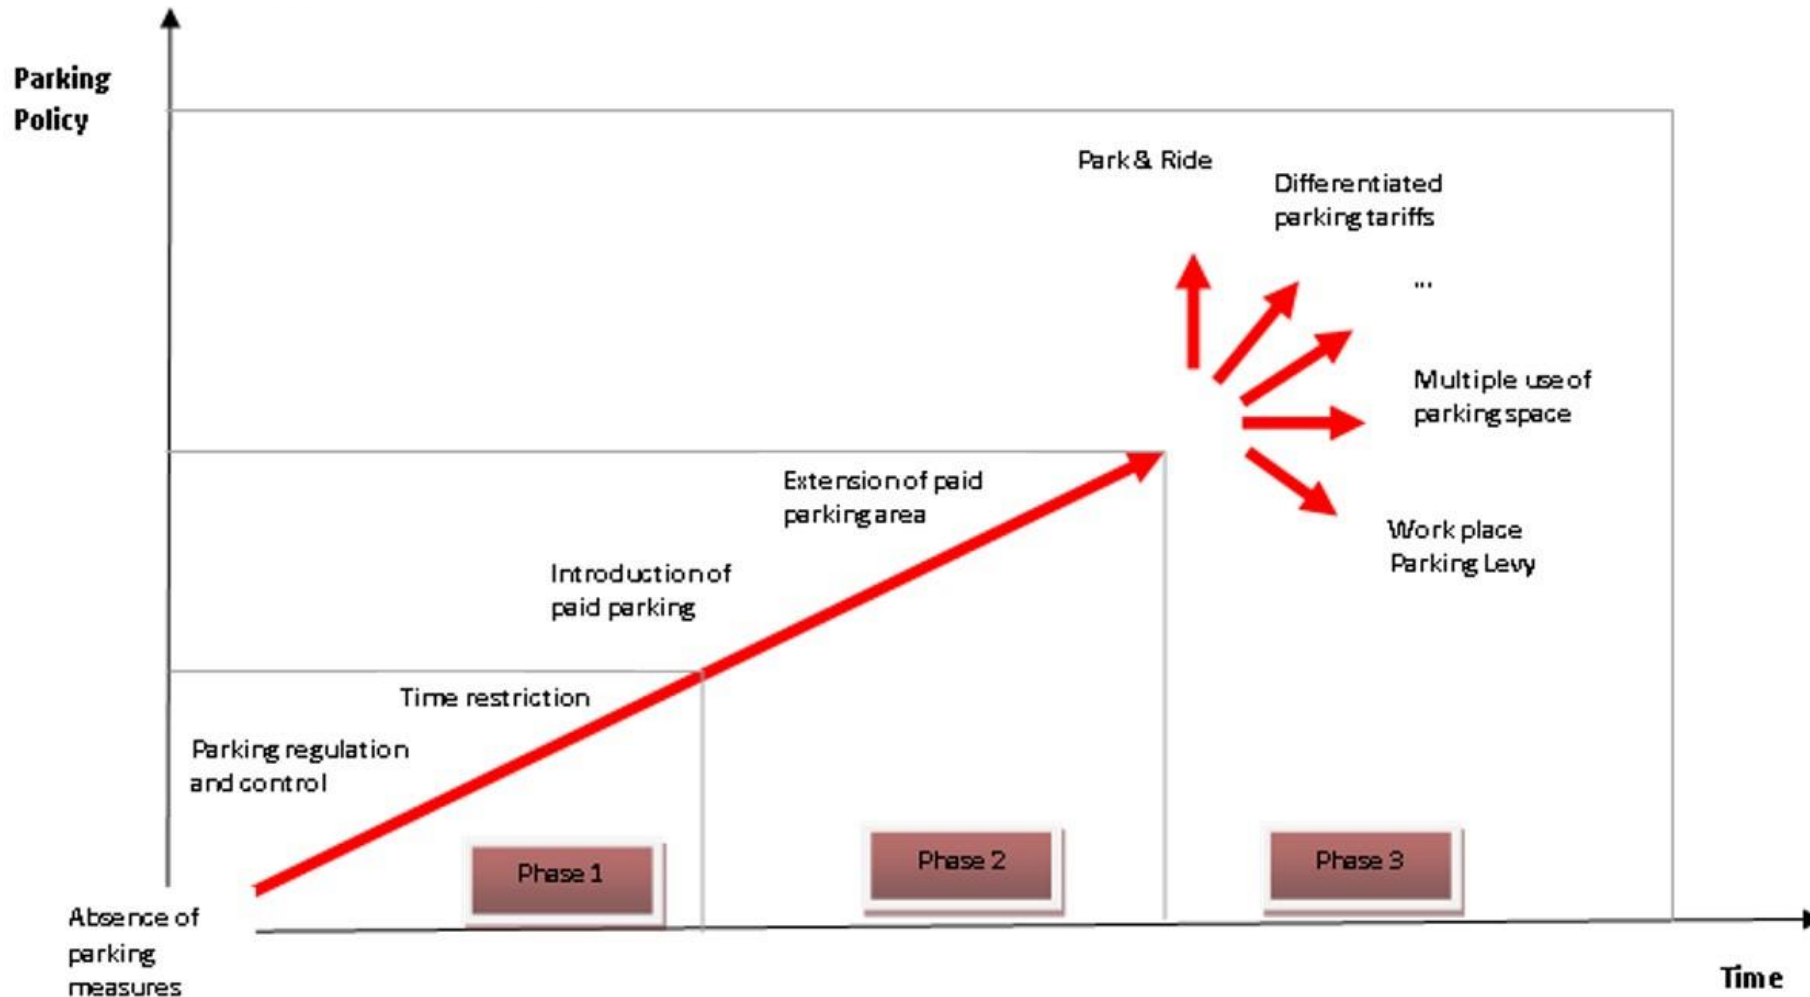 Parking
Policy
Park & Ride
Differentiated
parking tariffs
...
Multiple use of
parking space
Work place
Parking Levy
Extension of paid
parking area
Introduction of
paid parking
Time restriction
Parking regulation
and control
Phase 1
Phase 2
Phase 3
Absence of
parking
measures
Time